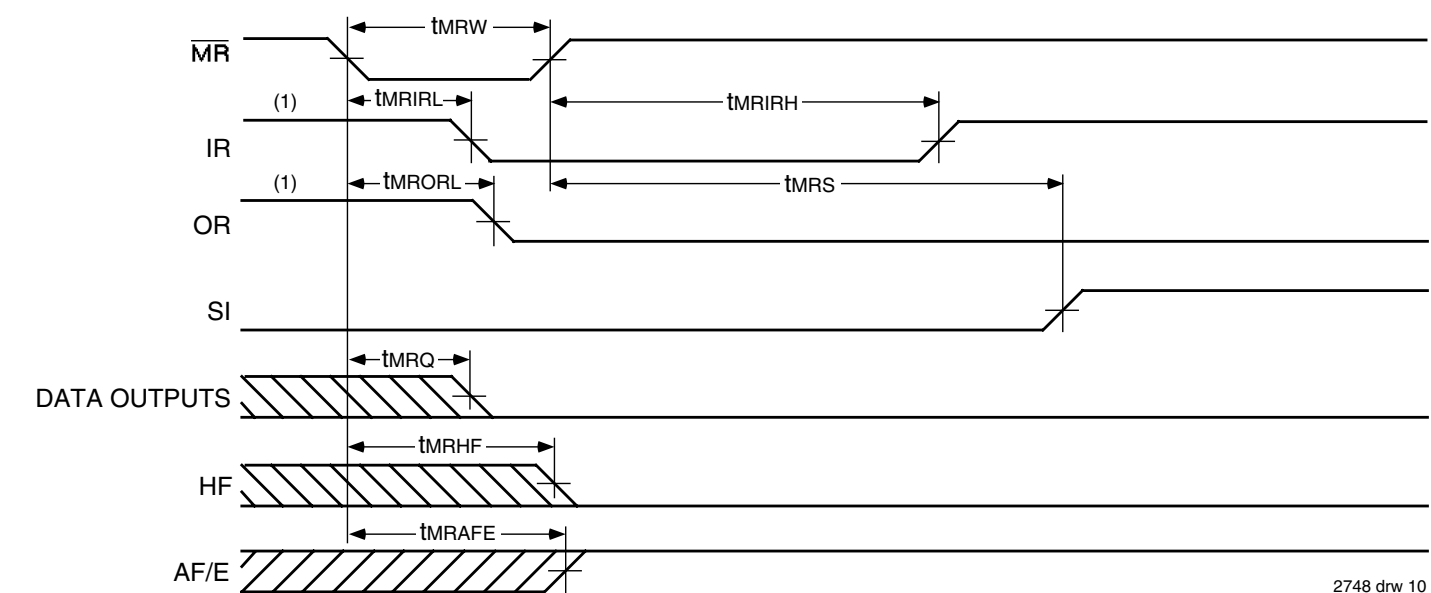 tMRW
MR
(1)
tMRIRL
tMRIRH
IR
(1)
tMRORL
tMRS
OR
SI
tMRQ
DATA OUTPUTS
tMRHF
HF
tMRAFE
AF/E
2748 drw 10